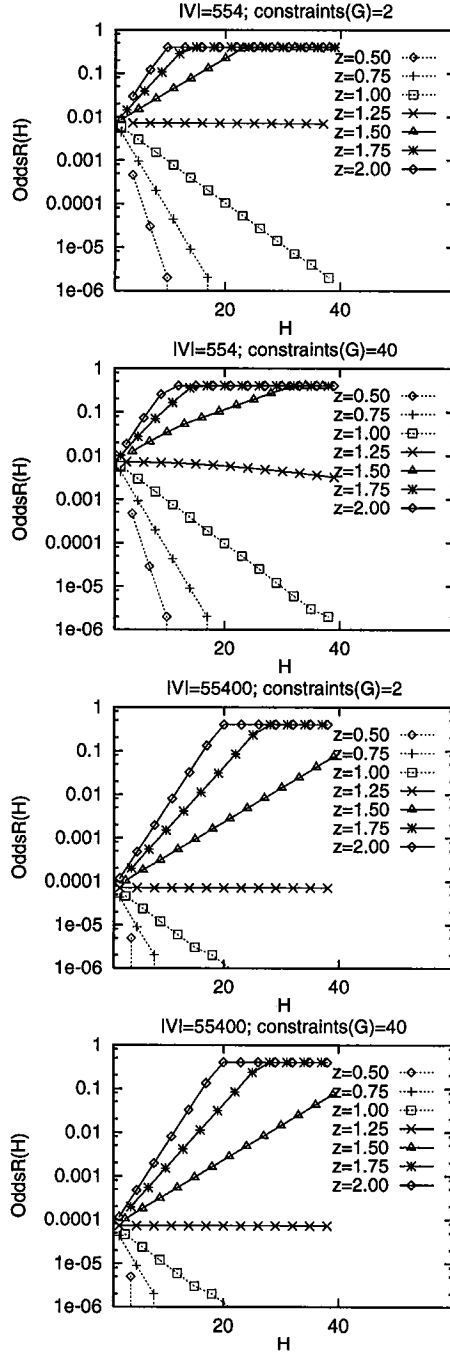 |V|=554; constraints(G)=2
1
0.1
0.01
0.001
0.0001
1e-05
1e-06
OddsR(H)
z=0.50
z=0.75
z=1.00
z=1.25
z=1.50
z=1.75
z=2.00
20
40
H
|V|=554; constraints(G)=40
1
0.1
0.01
0.001
0.0001
1e-05
1e-06
OddsR(H)
z=0.50
z=0.75
z=1.00
z=1.25
z=1.50
z=1.75
z=2.00
20
40
H
|V|=55400; constraints(G)=2
1
0.1
0.01
0.001
0.0001
1e-05
1e-06
OddsR(H)
z=0.50
z=0.75
z=1.00
z=1.25
z=1.50
z=1.75
z=2.00
20
40
H
|V|=55400; constraints(G)=40
1
0.1
0.01
0.001
0.0001
1e-05
1e-06
OddsR(H)
z=0.50
z=0.75
z=1.00
z=1.25
z=1.50
z=1.75
z=2.00
20
40
H